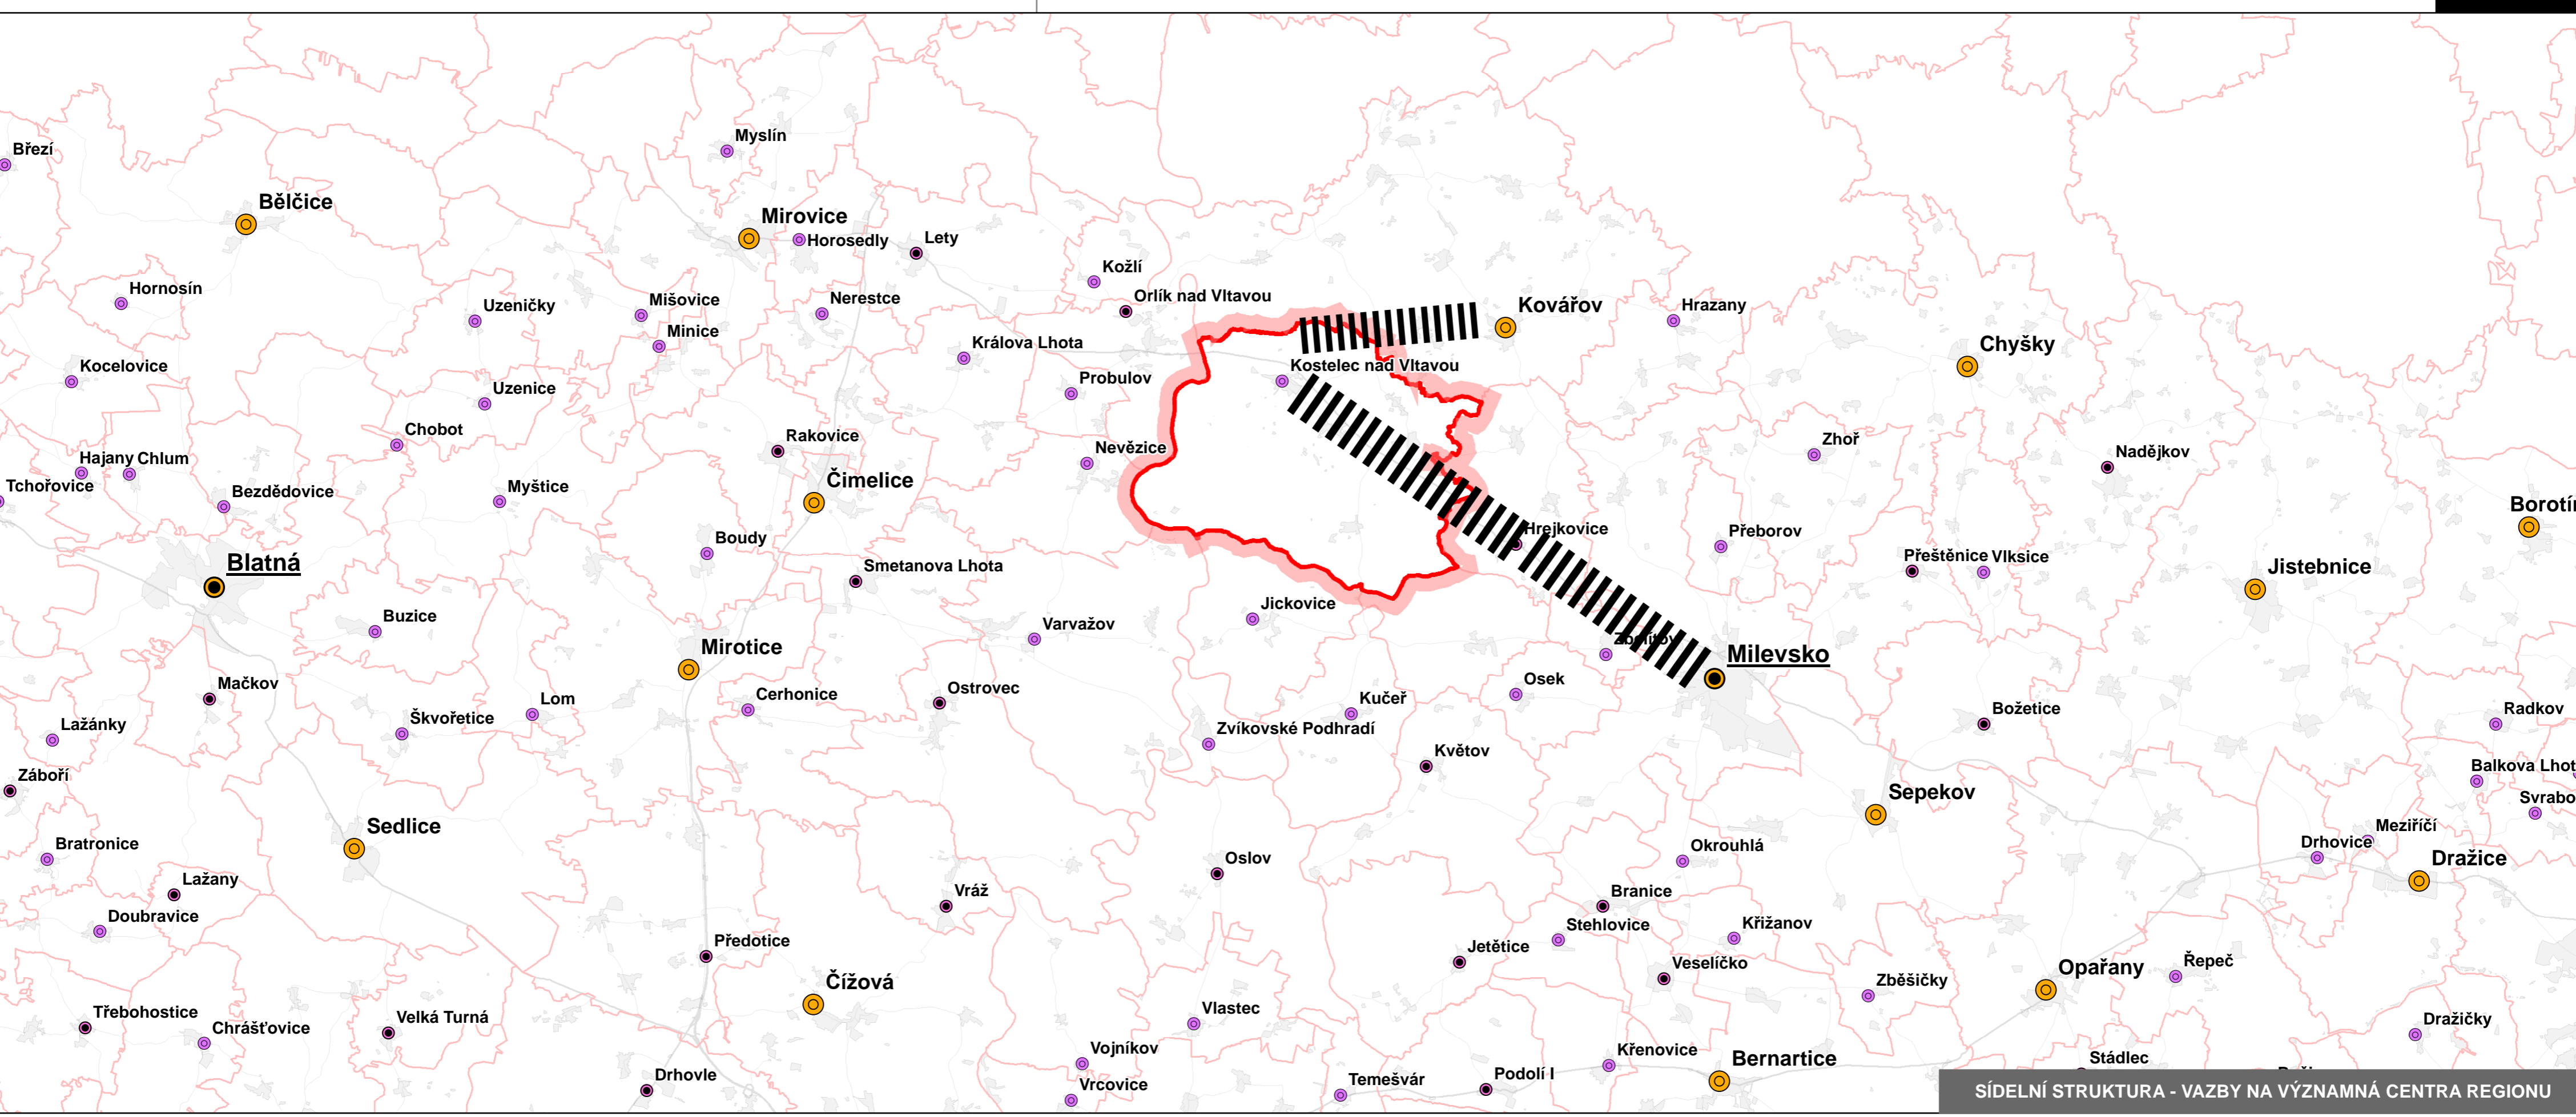 Myslín
Březí
Bělčice
Mirovice
Horosedly
Lety
Kožlí
Hornosín
Orlík nad Vltavou
Uzeničky
Mišovice
Nerestce
Kovářov
Hrazany
Minice
Králova Lhota
Chyšky
Kocelovice
Kostelec nad Vltavou
Probulov
Uzenice
Chobot
Rakovice
Zhoř
Nevězice
Nadějkov
Hajany
Chlum
Čimelice
Tchořovice
Bezdědovice
Myštice
Hrejkovice
Přeborov
Boudy
Přeštěnice
Vlksice
Blatná
Smetanova Lhota
Jistebnice
Jickovice
Buzice
Varvažov
Zbelítov
Mirotice
Milevsko
Mačkov
Osek
Ostrovec
Cerhonice
Lom
Kučeř
Božetice
Radkov
Škvořetice
Lažánky
Zvíkovské Podhradí
Květov
Záboří
Sepekov
Sedlice
Meziříčí
Drhovice
Dražice
Bratronice
Okrouhlá
Oslov
Lažany
Vráž
Branice
Doubravice
Stehlovice
Křižanov
Předotice
Jetětice
Veselíčko
Opařany
Řepeč
Čížová
Zběšičky
Třebohostice
Velká Turná
Vlastec
Dražičky
Chrášťovice
Vojníkov
Křenovice
Bernartice
Stádlec
Drhovle
Vrcovice
Temešvár
Podolí I
SÍDELNÍ STRUKTURA - VAZBY NA VÝZNAMNÁ CENTRA REGIONU